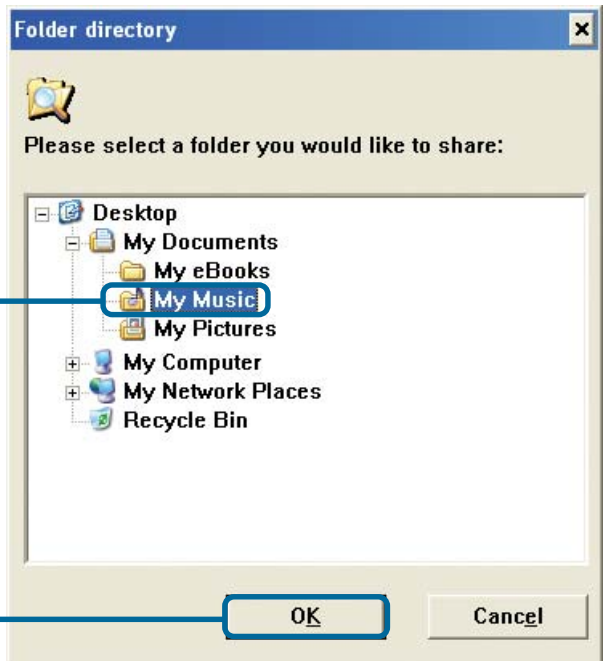 Folder directory
Please select a folder you would like to share:
Desktop
My Documents
My eBooks
My Music
My Pictures
My Computer
My Network Places
Recycle Bin
OK Cancel